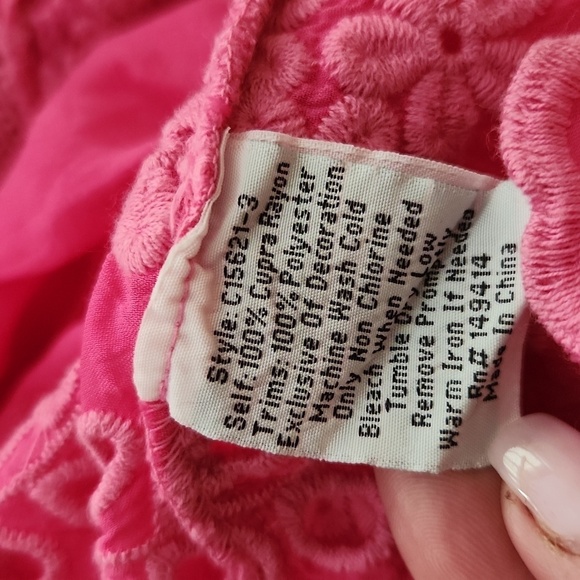 Style: C15621-3
Self:100% Cupra Rayon
Trims:100% Polyester
Exclusive Of Decoration
Machine Wash Cold
Only Non Chlorine
Bleach When Needed
Tumble Dry Low
Remove Promptly
Warm Iron If Needed
Rn# 149414
Made In China